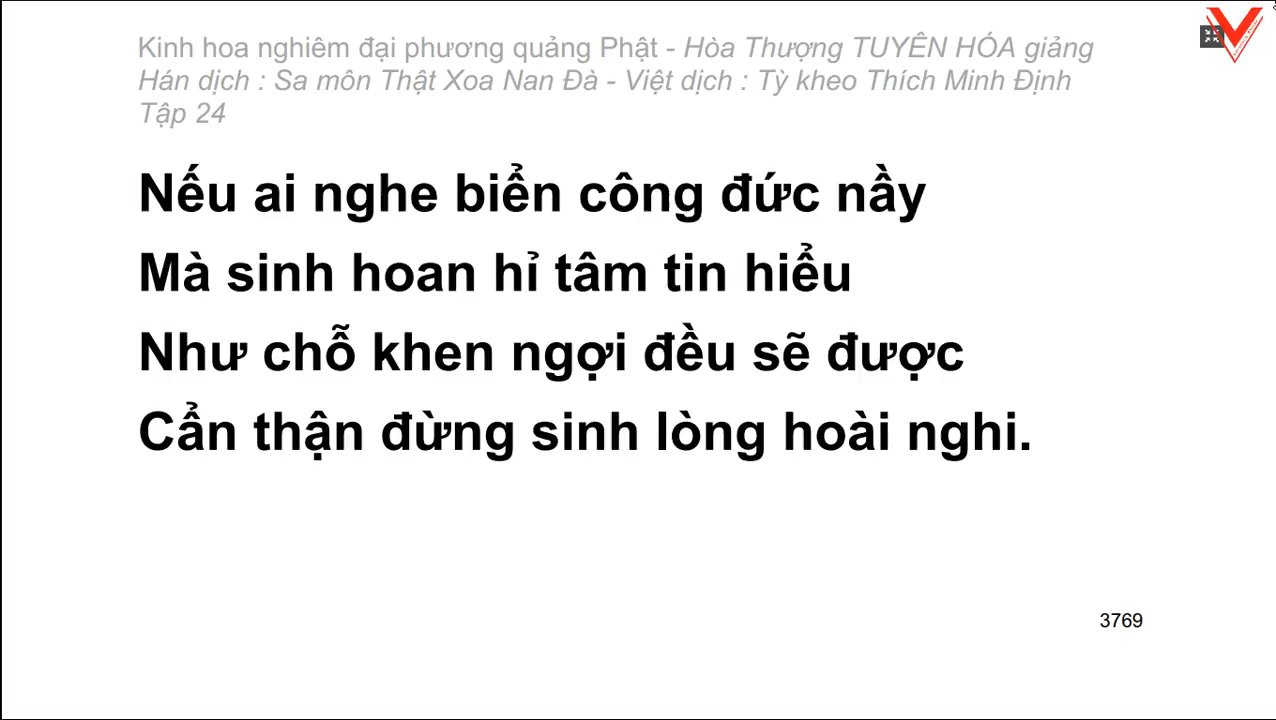 Kinh hoa nghiêm đại phương quảng Phật - Hòa Thượng TUYÊN HÓA giảng
Hán dịch : Sa môn Thật Xoa Nan Đà - Việt dịch : Tỳ kheo Thích Minh Định
Tập 24
Nếu ai nghe biển công đức nầy
Mà sinh hoan hỉ tâm tin hiểu
Như chỗ khen ngợi đều sẽ được
Cẩn thận đừng sinh lòng hoài nghi.
3769